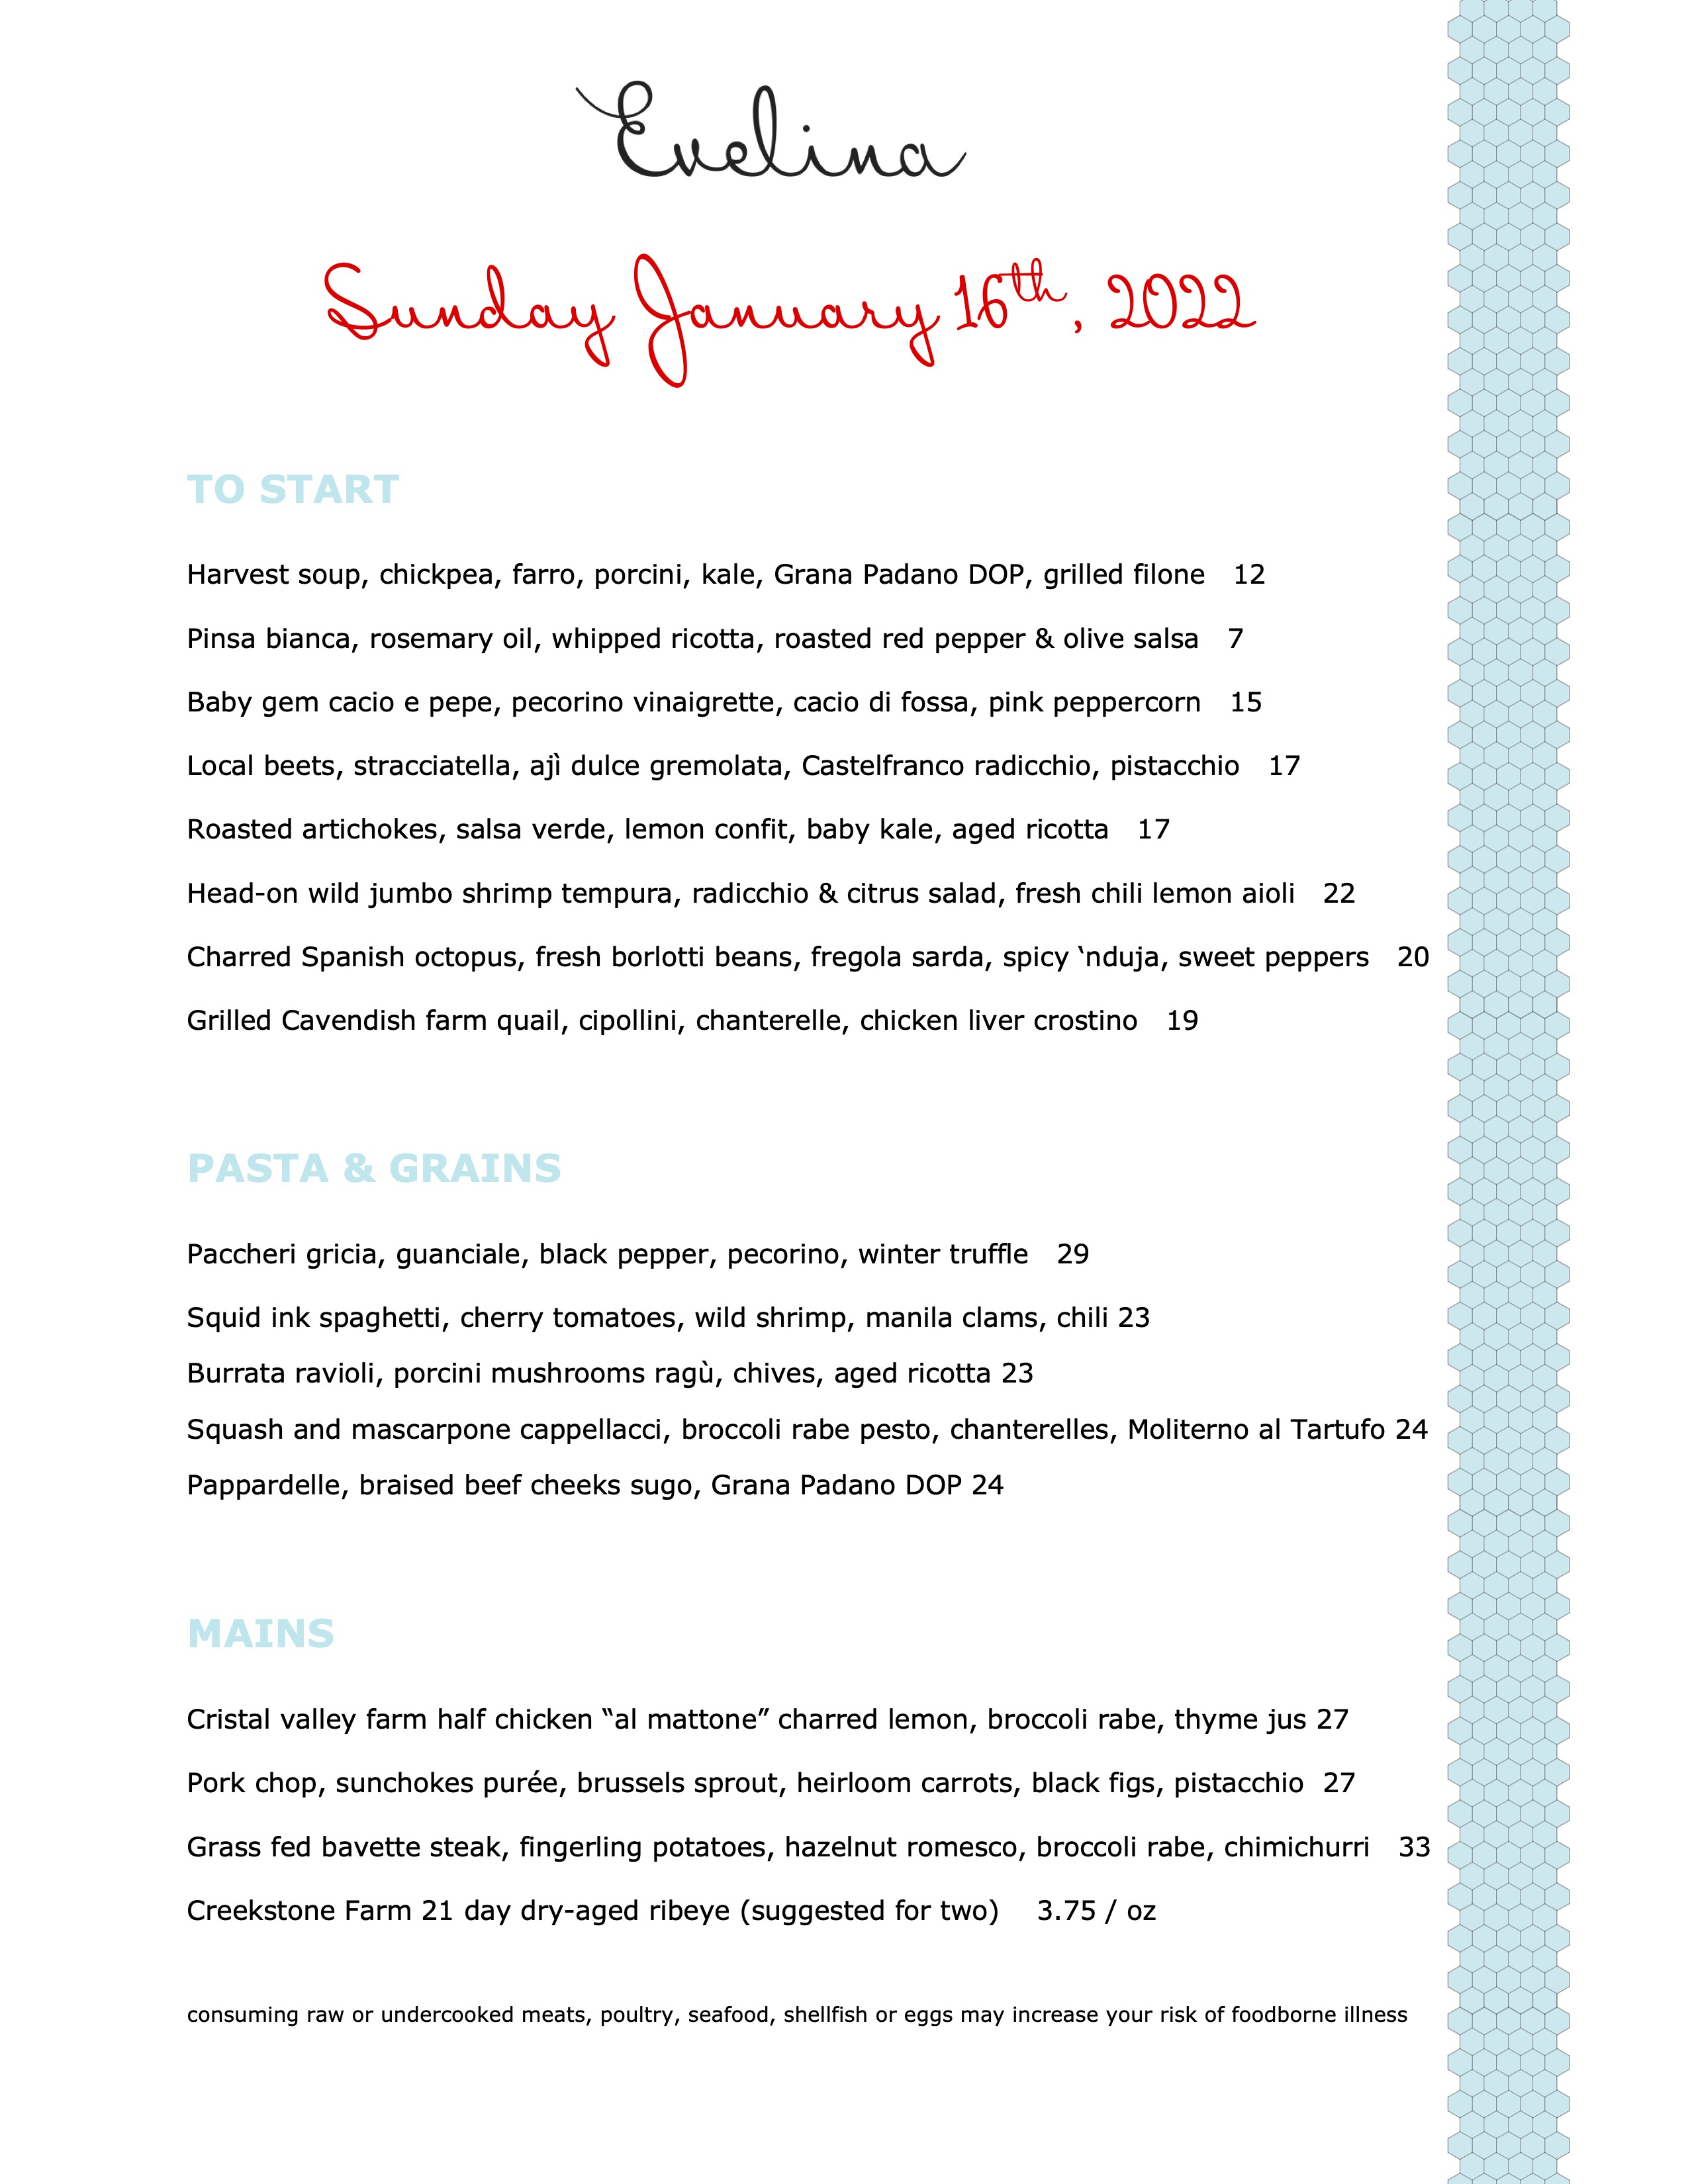 Evelina
Sunday January 16th, 2022
TO START
Harvest soup, chickpea, farro, porcini, kale, Grana Padano DOP, grilled filone 12
Pinsa bianca, rosemary oil, whipped ricotta, roasted red pepper & olive salsa 7
Baby gem cacio e pepe, pecorino vinaigrette, cacio di fossa, pink peppercorn 15
Local beets, stracciatella, ajì dulce gremolata, Castelfranco radicchio, pistacchio 17
Roasted artichokes, salsa verde, lemon confit, baby kale, aged ricotta 17
Head-on wild jumbo shrimp tempura, radicchio & citrus salad, fresh chili lemon aioli 22
Charred Spanish octopus, fresh borlotti beans, fregola sarda, spicy ‘nduja, sweet peppers 20
Grilled Cavendish farm quail, cipollini, chanterelle, chicken liver crostino 19
PASTA & GRAINS
Paccheri gricia, guanciale, black pepper, pecorino, winter truffle 29
Squid ink spaghetti, cherry tomatoes, wild shrimp, manila clams, chili 23
Burrata ravioli, porcini mushrooms ragù, chives, aged ricotta 23
Squash and mascarpone cappellacci, broccoli rabe pesto, chanterelles, Moliterno al Tartufo 24
Pappardelle, braised beef cheeks sugo, Grana Padano DOP 24
MAINS
Cristal valley farm half chicken “al mattone” charred lemon, broccoli rabe, thyme jus 27
Pork chop, sunchokes purée, brussels sprout, heirloom carrots, black figs, pistacchio 27
Grass fed bavette steak, fingerling potatoes, hazelnut romesco, broccoli rabe, chimichurri 33
Creekstone Farm 21 day dry-aged ribeye (suggested for two) 3.75 / oz
consuming raw or undercooked meats, poultry, seafood, shellfish or eggs may increase your risk of foodborne illness